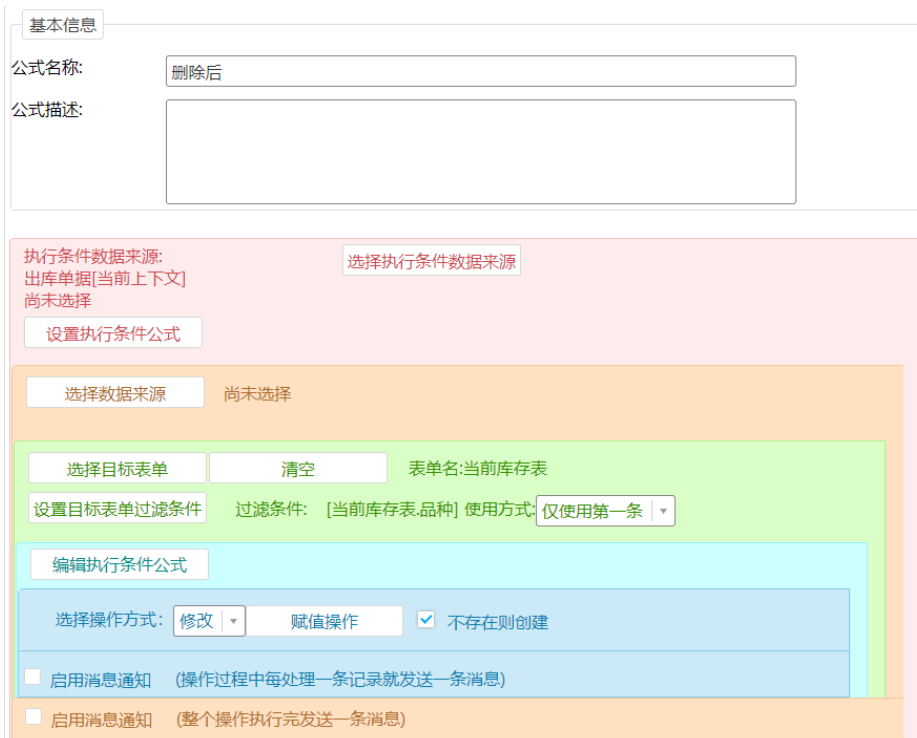 基本信息
公式名称: 删除后
公式描述:
执行条件数据来源: 选择执行条件数据来源
出库单据[当前上下文]
尚未选择
设置执行条件公式
选择数据来源 尚未选择
选择目标表单 清空 表单名:当前库存表
设置目标表单过滤条件 过滤条件: [当前库存表.品种] 使用方式: 仅使用第一条
编辑执行条件公式
选择操作方式: 修改 赋值操作 不存在则创建
启用消息通知 (操作过程中每处理一条记录就发送一条消息)
启用消息通知 (整个操作执行完发送一条消息)